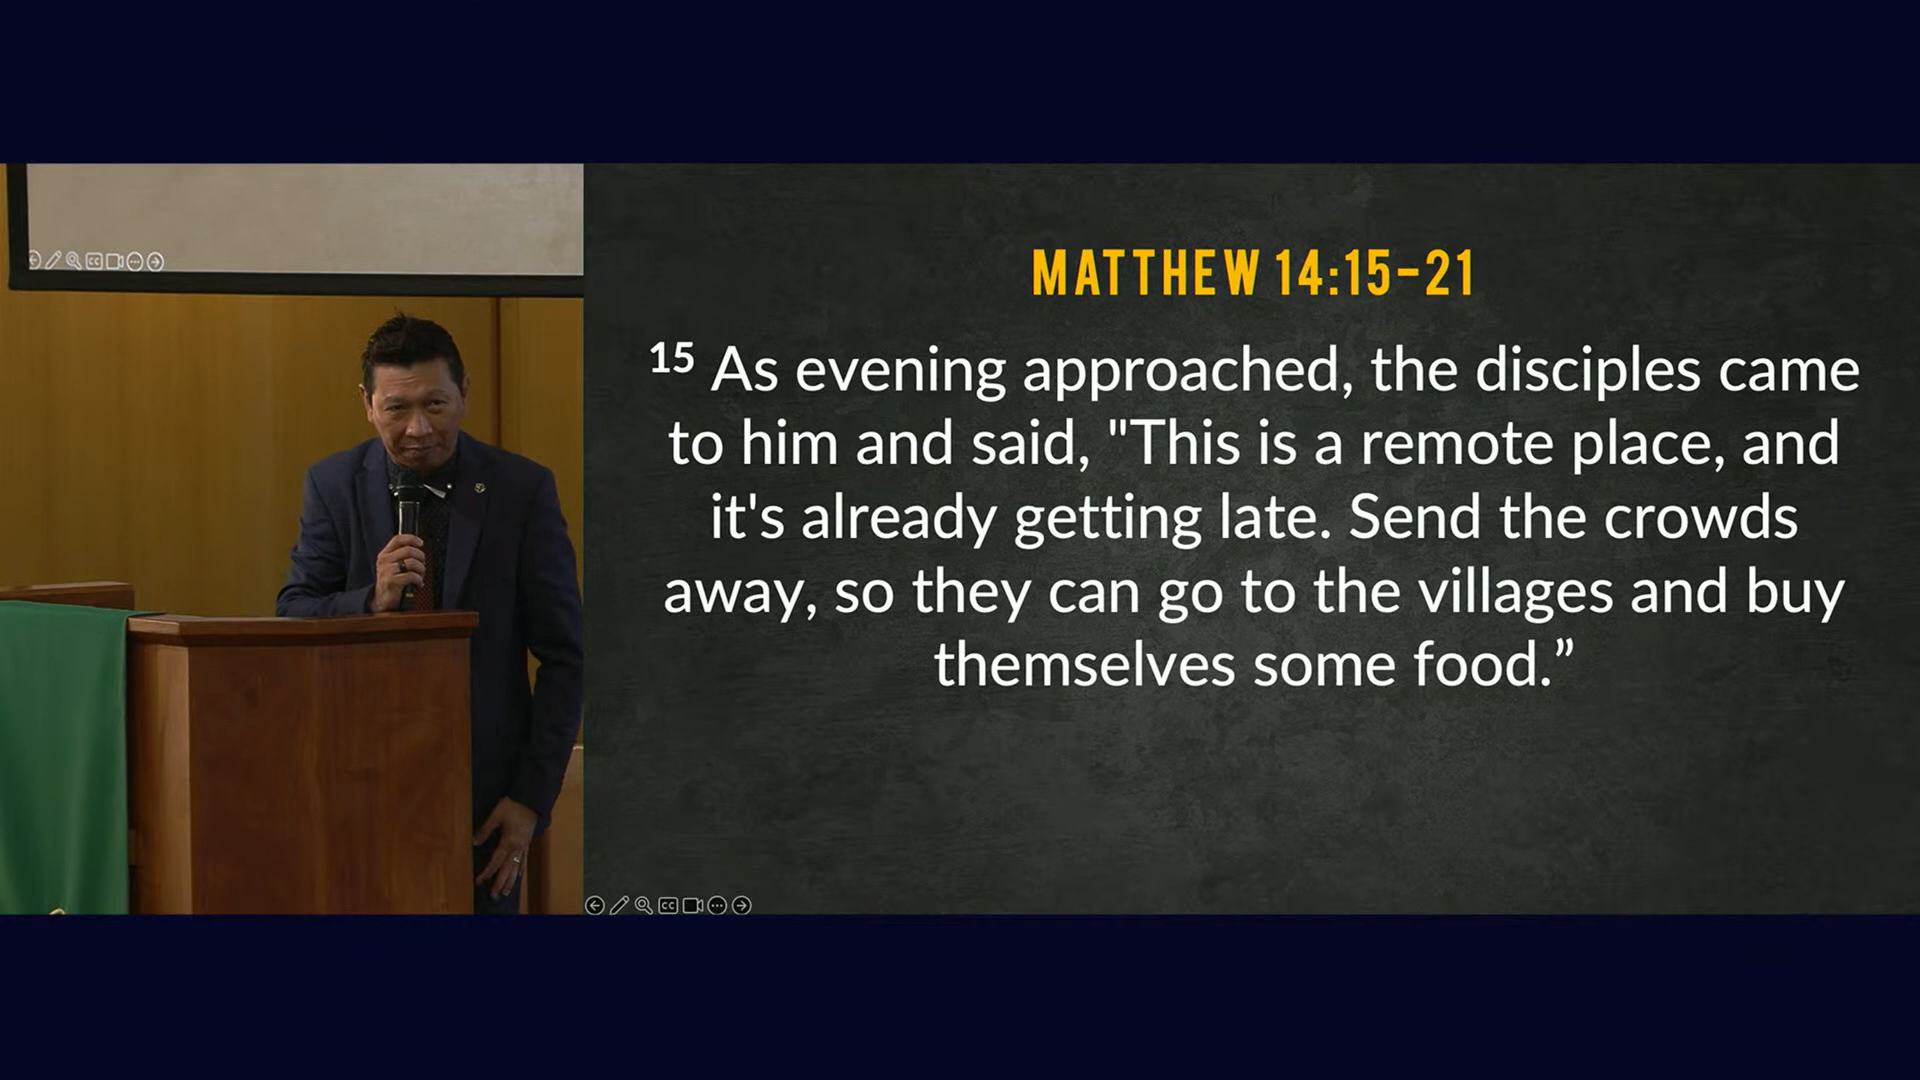 MATTHEW 14:15-21
15 As evening approached, the disciples came
to him and said, "This is a remote place, and
it's already getting late. Send the crowds
away, so they can go to the villages and buy
themselves some food.”
CC
CC